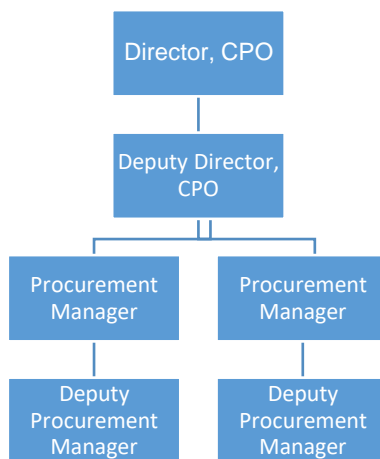 Director, CPO
Deputy Director,
CPO
Procurement
Manager
Procurement
Manager
Deputy
Procurement
Manager
Deputy
Procurement
Manager